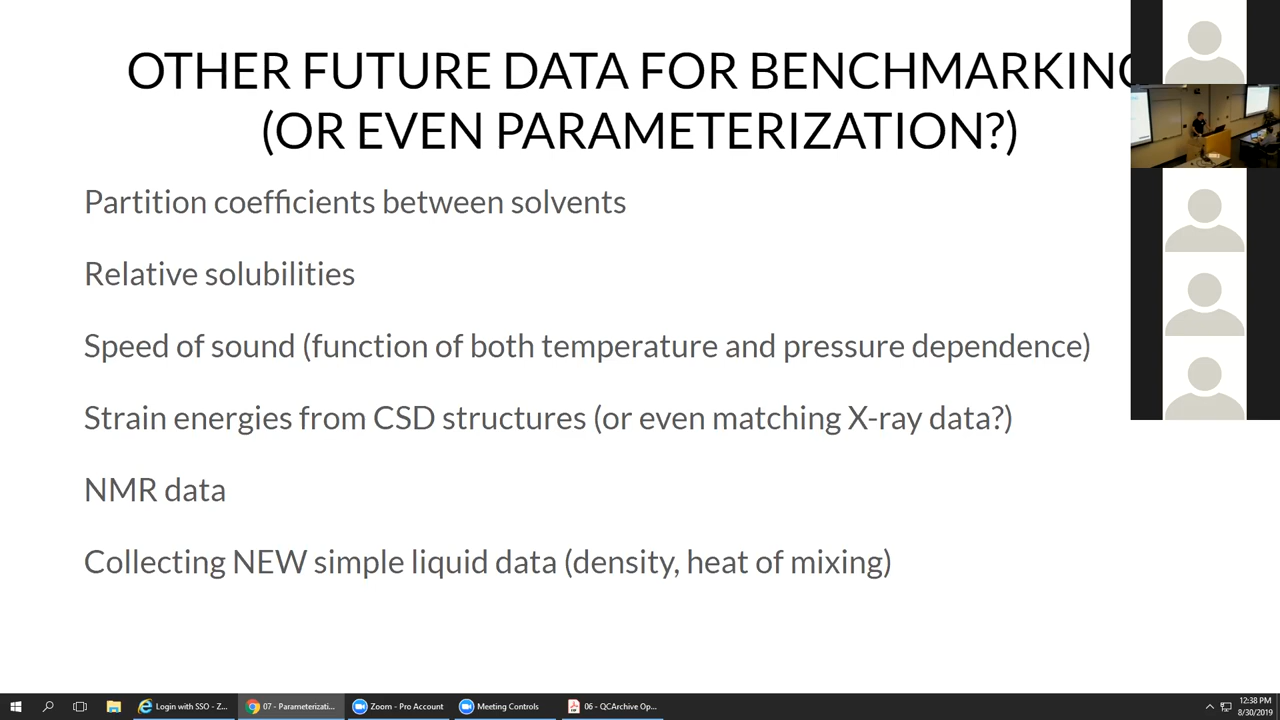 OTHER FUTURE DATA FOR BENCHMARKING
(OR EVEN PARAMETERIZATION?)
Partition coefficients between solvents
Relative solubilities
Speed of sound (function of both temperature and pressure dependence)
Strain energies from CSD structures (or even matching X-ray data?)
NMR data
Collecting NEW simple liquid data (density, heat of mixing)
Login with SSO - Z...
07 - Parameterizati...
Zoom - Pro Account
Meeting Controls
06 - QCArchive Op...
12:38 PM
8/30/2019